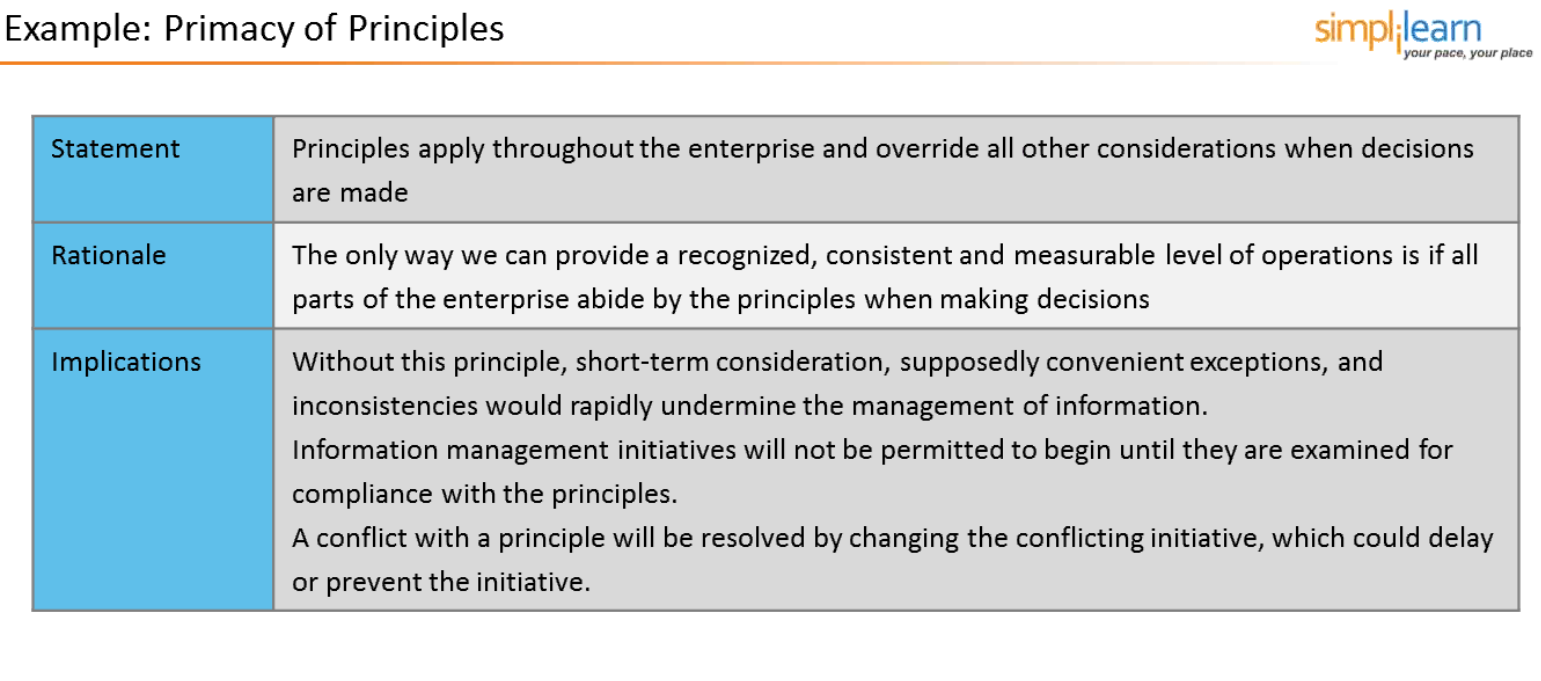 Example: Primacy of Principles
simplilearn
your pace, your place
Statement
Principles apply throughout the enterprise and override all other considerations when decisions
are made
Rationale
The only way we can provide a recognized, consistent and measurable level of operations is if all
parts of the enterprise abide by the principles when making decisions
Implications
Without this principle, short-term consideration, supposedly convenient exceptions, and
inconsistencies would rapidly undermine the management of information.
Information management initiatives will not be permitted to begin until they are examined for
compliance with the principles.
A conflict with a principle will be resolved by changing the conflicting initiative, which could delay
or prevent the initiative.